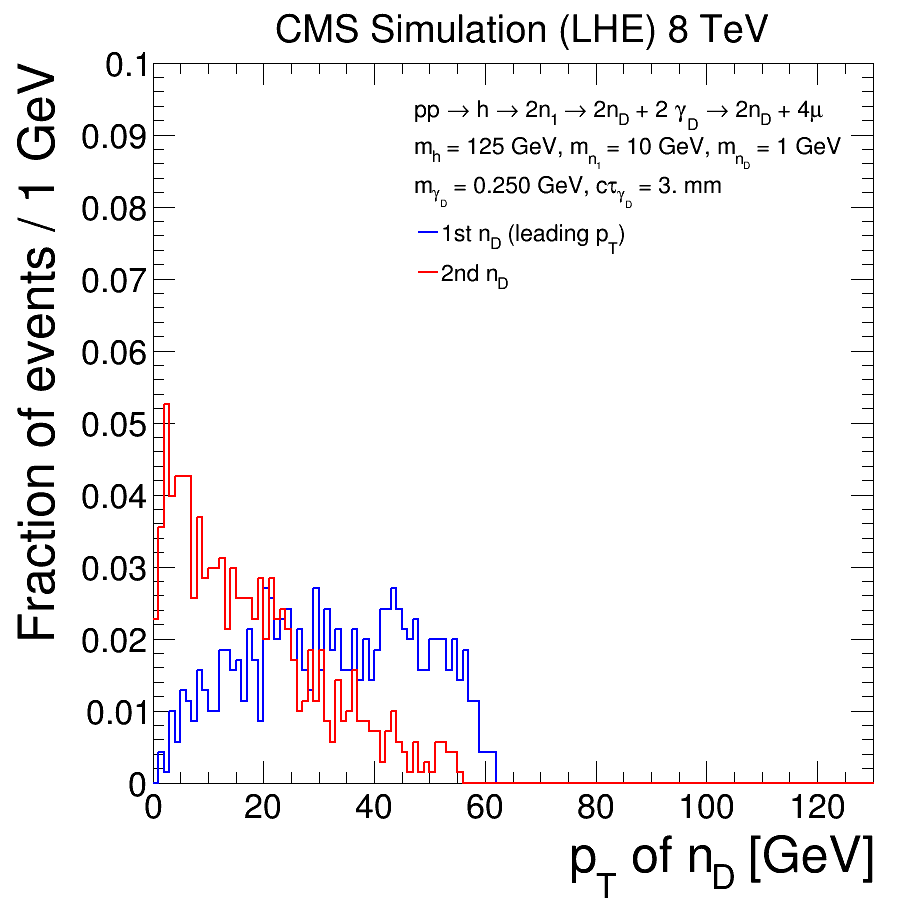 CMS Simulation (LHE) 8 TeV
Fraction of events / 1 GeV
0.1
0.09
0.08
0.07
0.06
0.05
0.04
0.03
0.02
0.01
0
pp → h → 2n1 → 2nD + 2 γD → 2nD + 4μ
mh = 125 GeV, mn1 = 10 GeV, mnD = 1 GeV
mγD = 0.250 GeV, cτγD = 3. mm
1st nD (leading pT)
2nd nD
0 20 40 60 80 100 120
pT of nD [GeV]